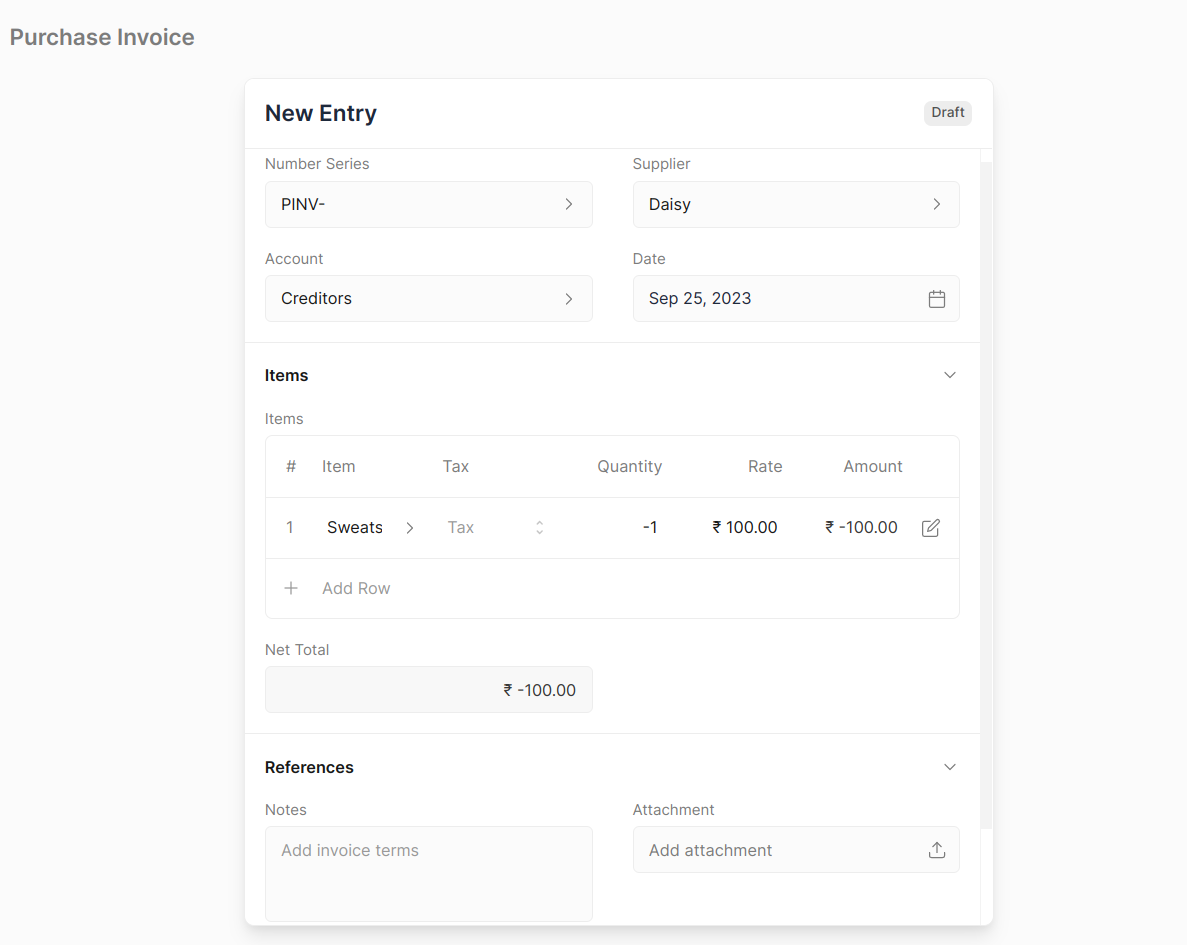 Purchase Invoice
New Entry
Draft
Number Series
Supplier
PINV-
Daisy
Account
Date
Creditors
Sep 25, 2023
Items
Items
# Item Tax Quantity Rate Amount
1 Sweats Tax -1 ₹ 100.00 ₹ -100.00
Add Row
Net Total
₹ -100.00
References
Notes
Attachment
Add invoice terms
Add attachment